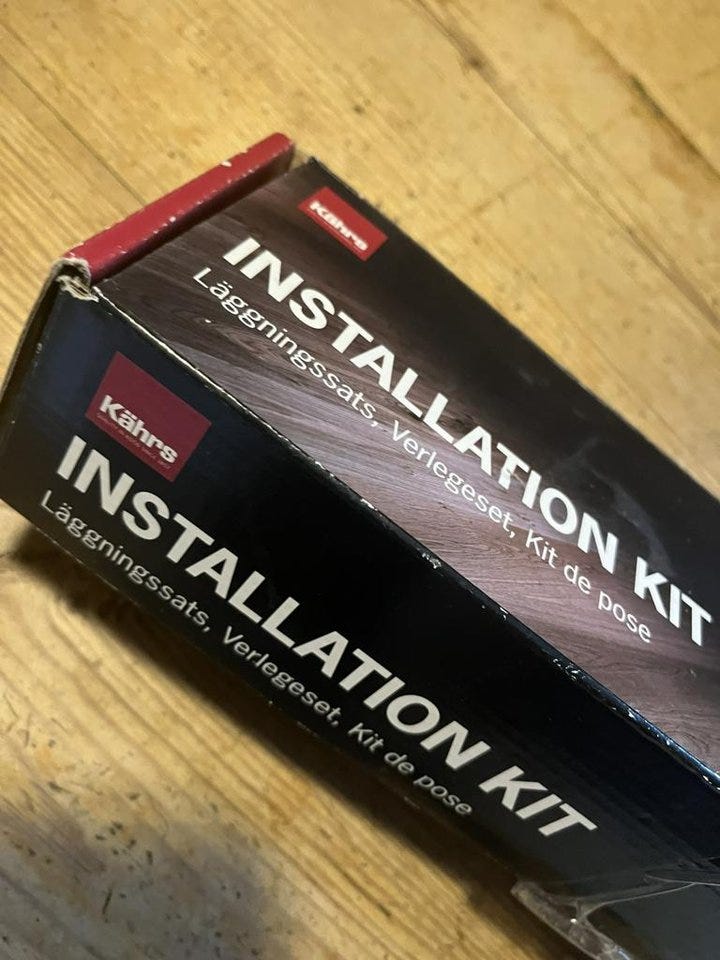 Kährs
INSTALLATION KIT
Läggningssats, Verlegeset, Kit de pose
Kährs
INSTALLATION KIT
Läggningssats, Verlegeset, Kit de pose